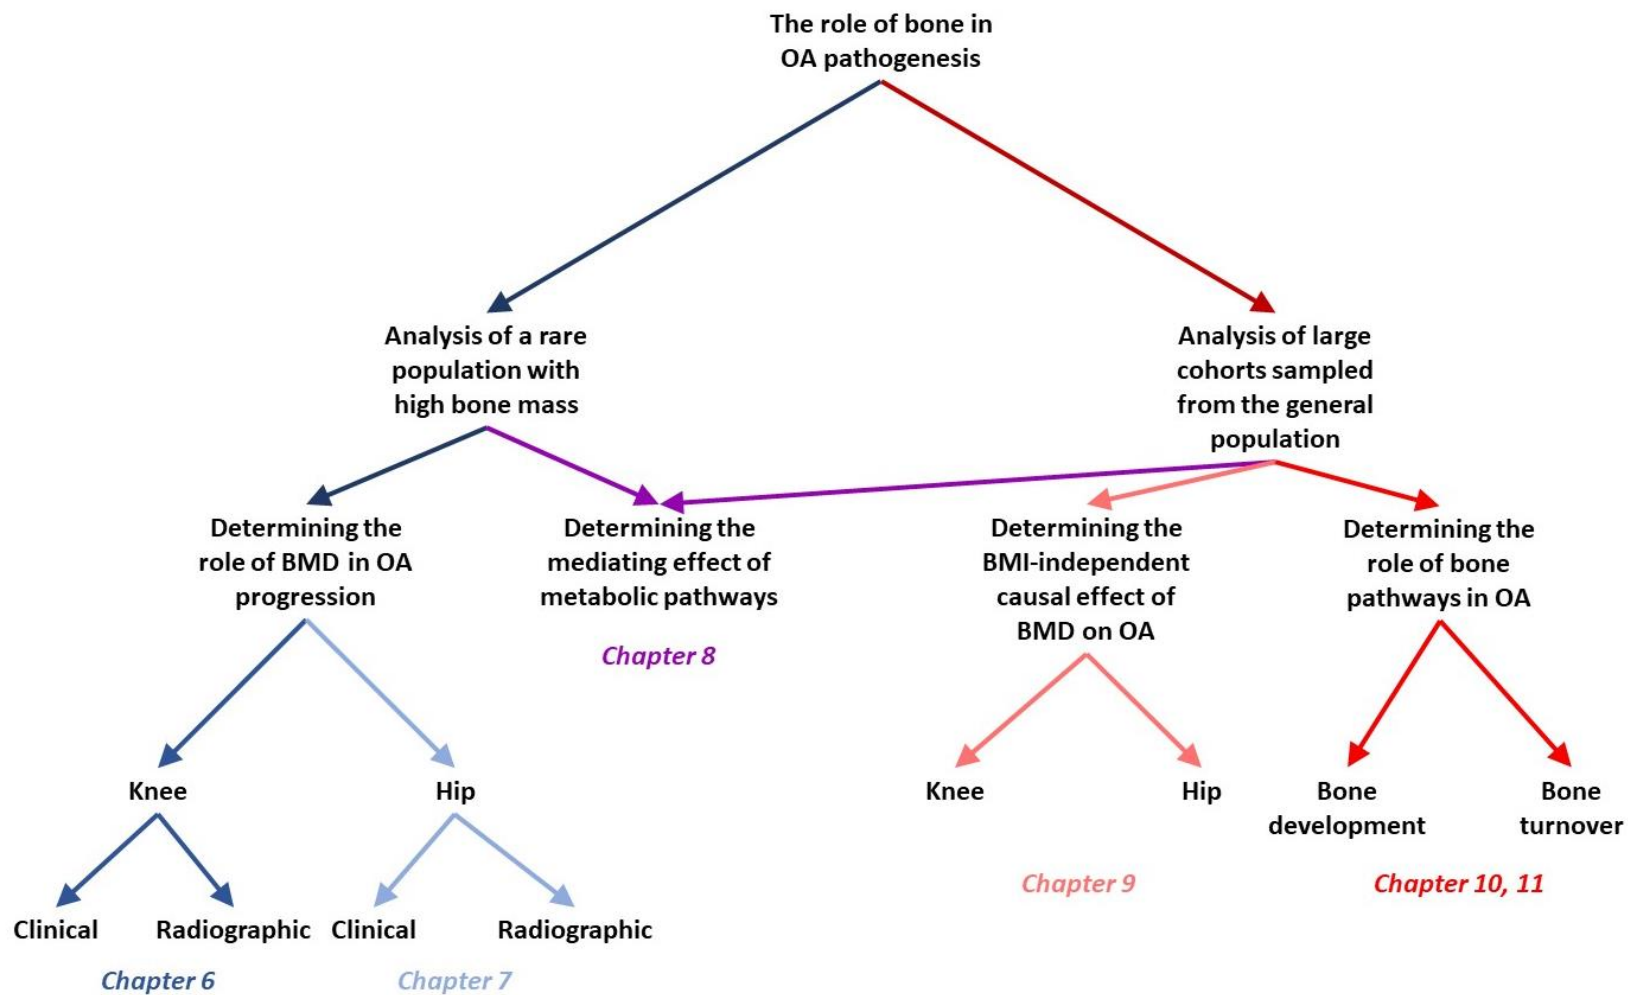 The role of bone in
OA pathogenesis
Analysis of a rare
population with
high bone mass
Analysis of large
cohorts sampled
from the general
population
Determining the
role of BMD in OA
progression
Determining the
mediating effect of
metabolic pathways
Chapter 8
Determining the
BMI-independent
causal effect of
BMD on OA
Determining the
role of bone
pathways in OA
Knee
Hip
Knee
Hip
Bone
development
Bone
turnover
Chapter 9
Chapter 10, 11
Clinical
Radiographic
Clinical
Radiographic
Chapter 6
Chapter 7